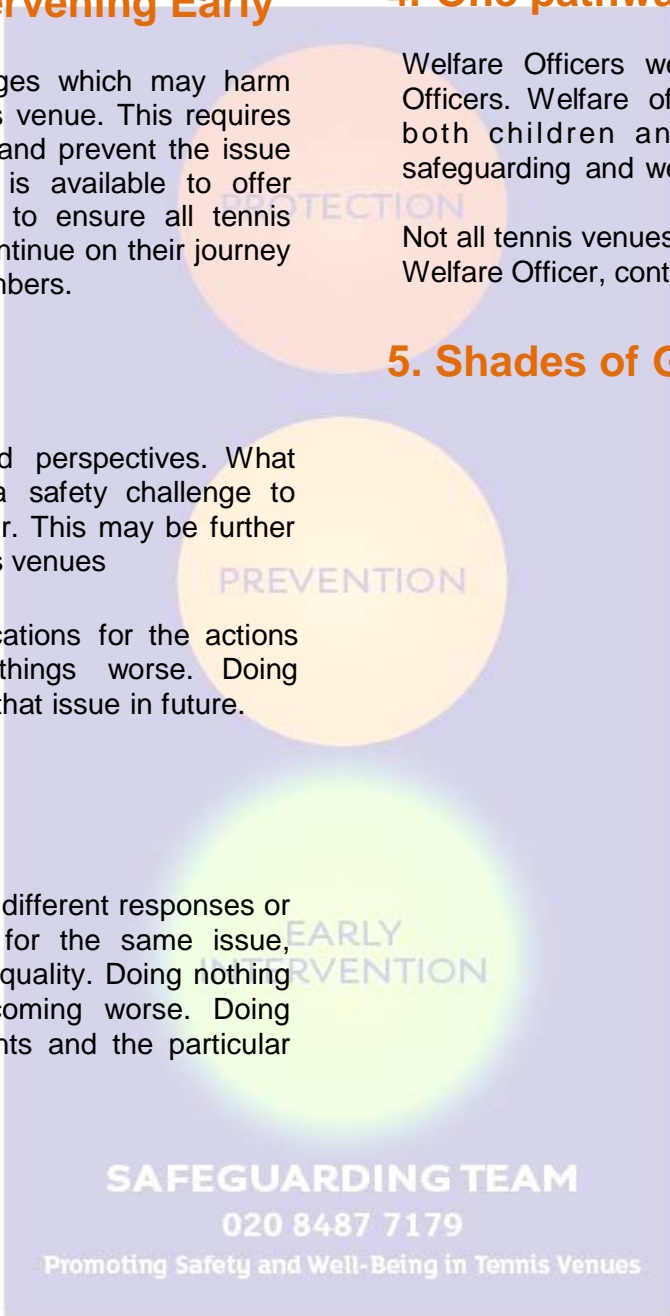 rvening Early
ges which may harm
s venue. This requires
and prevent the issue
is available to offer
to ensure all tennis
ntinue on their journey
nbers.
d perspectives. What
a safety challenge to
r. This may be further
s venues
cations for the actions
things worse. Doing
that issue in future.
different responses or
for the same issue,
quality. Doing nothing
coming worse. Doing
nts and the particular
4. One pathwa
Welfare Officers we
Officers. Welfare of
both children an
safeguarding and we
Not all tennis venues
Welfare Officer, cont
5. Shades of G
PROTECTION
PREVENTION
EARLY
INTERVENTION
SAFEGUARDING TEAM
020 8487 7179
Promoting Safety and Well-Being in Tennis Venues